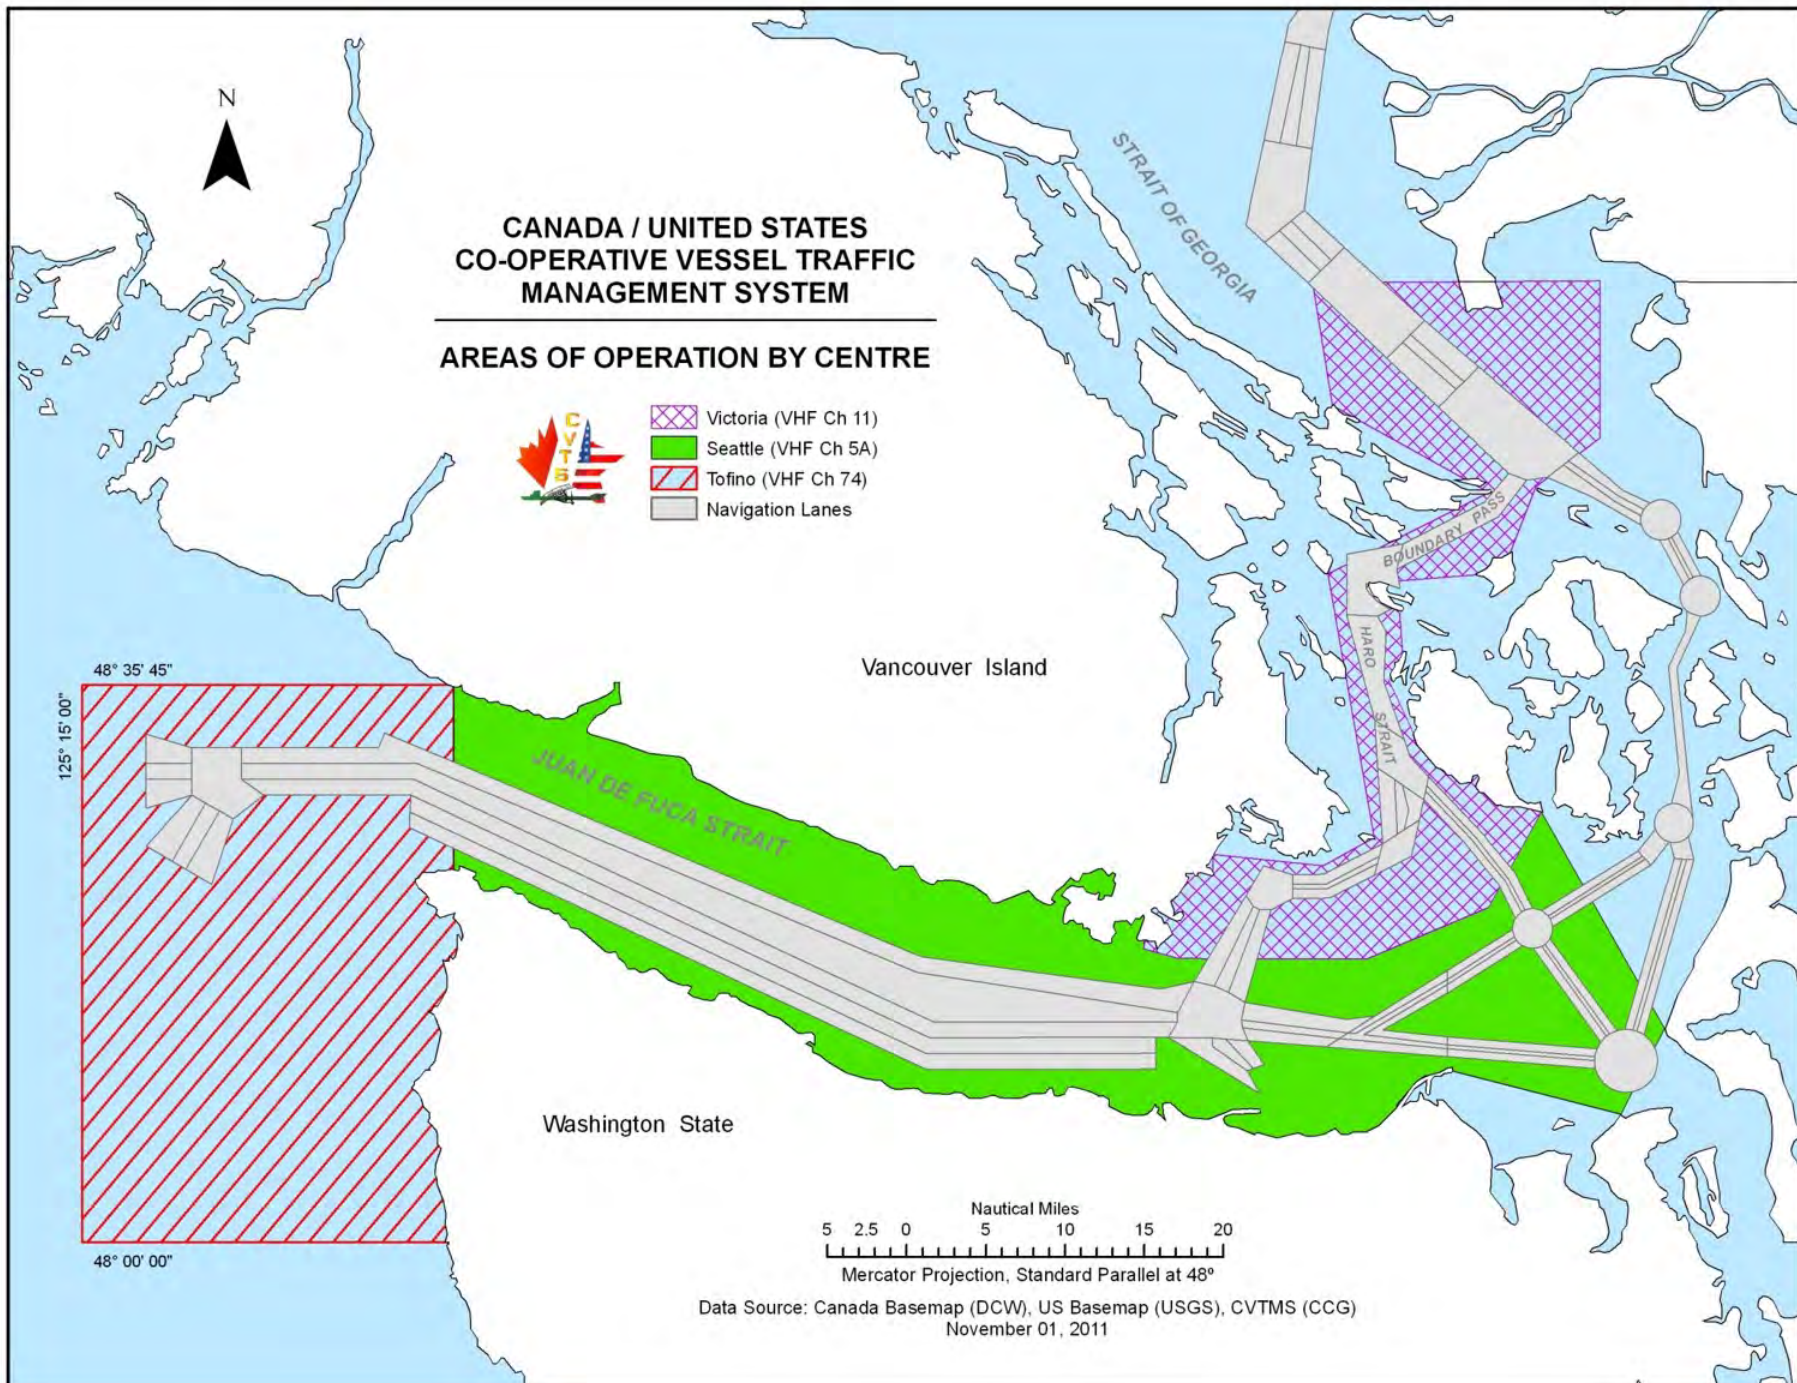 N
CANADA / UNITED STATES
CO-OPERATIVE VESSEL TRAFFIC
MANAGEMENT SYSTEM
AREAS OF OPERATION BY CENTRE
CVTS
Victoria (VHF Ch 11)
Seattle (VHF Ch 5A)
Tofino (VHF Ch 74)
Navigation Lanes
STRAIT OF GEORGIA
BOUNDARY PASS
HARO
STRAIT
Vancouver Island
48° 35' 45"
125° 15' 00"
JUAN DE FUCA STRAIT
Washington State
48° 00' 00"
Nautical Miles
5 2.5 0 5 10 15 20
Mercator Projection, Standard Parallel at 48º
Data Source: Canada Basemap (DCW), US Basemap (USGS), CVTMS (CCG)
November 01, 2011